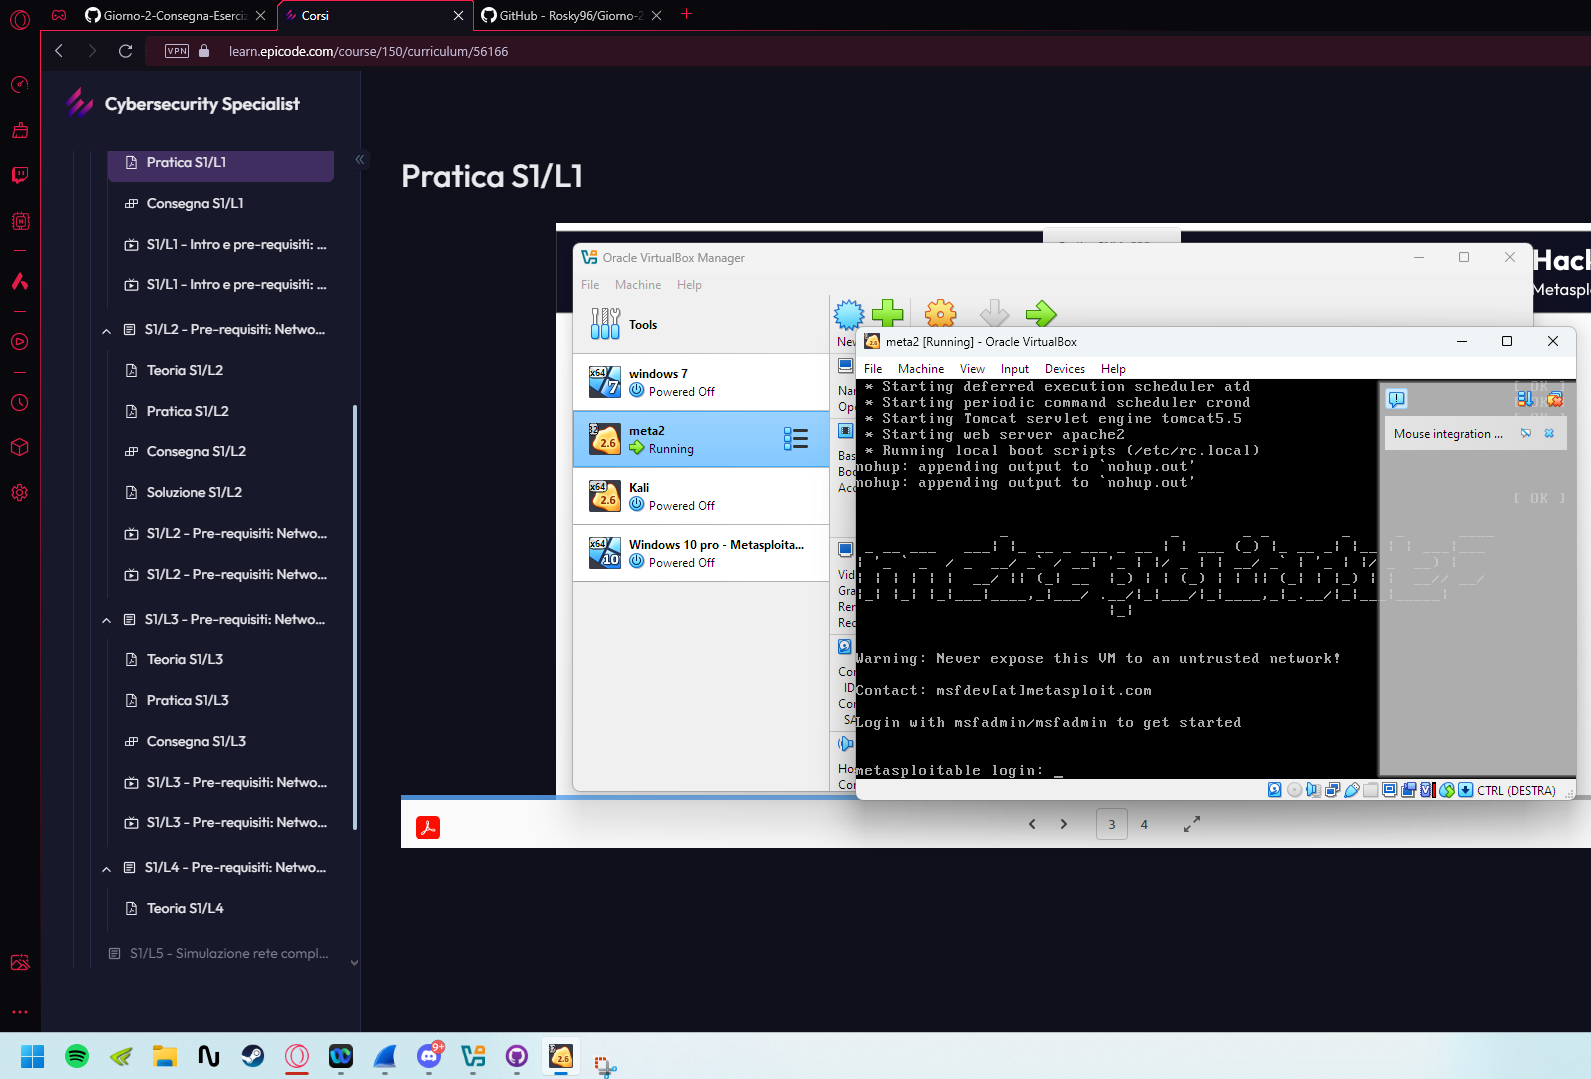 Giorno-2-Consegna-Eserciz
Corsi
GitHub - Rosky96/Giorno-2
VPN
learn.epicode.com/course/150/curriculum/56166
Cybersecurity Specialist
Pratica S1/L1
Consegna S1/L1
S1/L1 - Intro e pre-requisiti: ...
S1/L1 - Intro e pre-requisiti: ...
S1/L2 - Pre-requisiti: Netwo...
Teoria S1/L2
Pratica S1/L2
Consegna S1/L2
Soluzione S1/L2
S1/L2 - Pre-requisiti: Netwo...
S1/L2 - Pre-requisiti: Netwo...
S1/L3 - Pre-requisiti: Netwo...
Teoria S1/L3
Pratica S1/L3
Consegna S1/L3
S1/L3 - Pre-requisiti: Netwo...
S1/L3 - Pre-requisiti: Netwo...
S1/L4 - Pre-requisiti: Netwo...
Teoria S1/L4
S1/L5 - Simulazione rete compl...
Pratica S1/L1
Hack
Metasploi
Oracle VirtualBox Manager
File Machine Help
Tools
New
windows 7
Powered Off
meta2
Running
Kali
Powered Off
Windows 10 pro - Metasploita...
Powered Off
meta2 [Running] - Oracle VirtualBox
File Machine View Input Devices Help
* Starting deferred execution scheduler atd [ OK ]
* Starting periodic command scheduler crond
* Starting Tomcat servlet engine tomcat5.5
* Starting web server apache2
* Running local boot scripts (/etc/rc.local)
nohup: appending output to `nohup.out'
nohup: appending output to `nohup.out'
[ OK ]
Mouse integration ...
metasploitable2
Warning: Never expose this VM to an untrusted network!
Contact: msfdev[at]metasploit.com
Login with msfadmin/msfadmin to get started
metasploitable login: _
CTRL (DESTRA)
3
4
9+